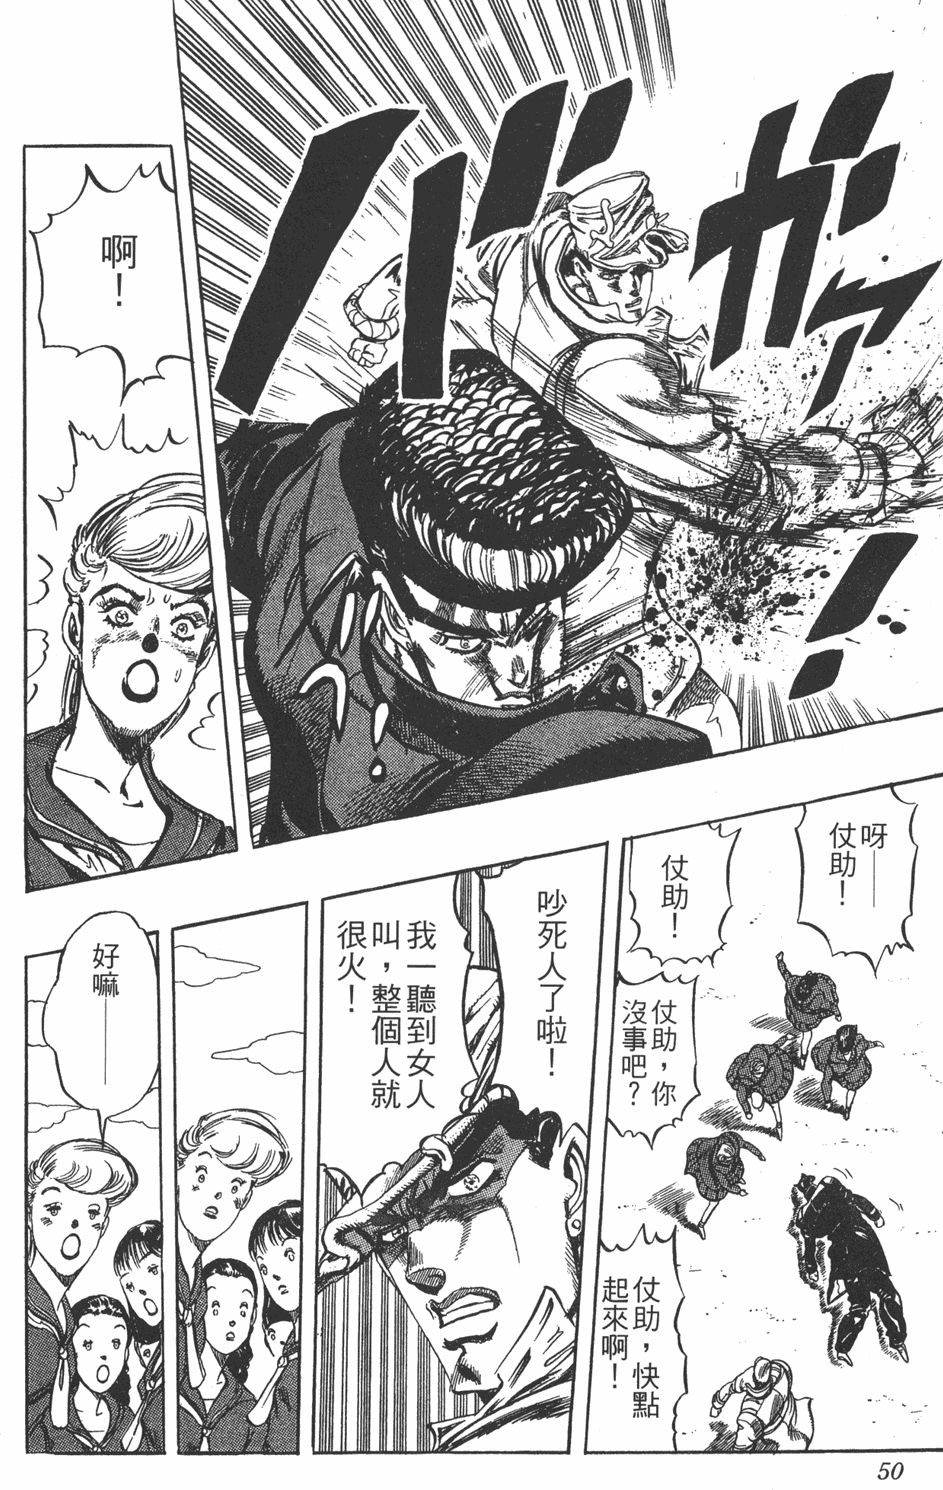 ドガァ
バ
！
啊！
呀——
仗助！
仗助！
仗助，你
沒事吧？
仗助，快點
起來啊！
吵死人了啦！
我一聽到女人
叫，整個人就
很火！
好嘛——
50